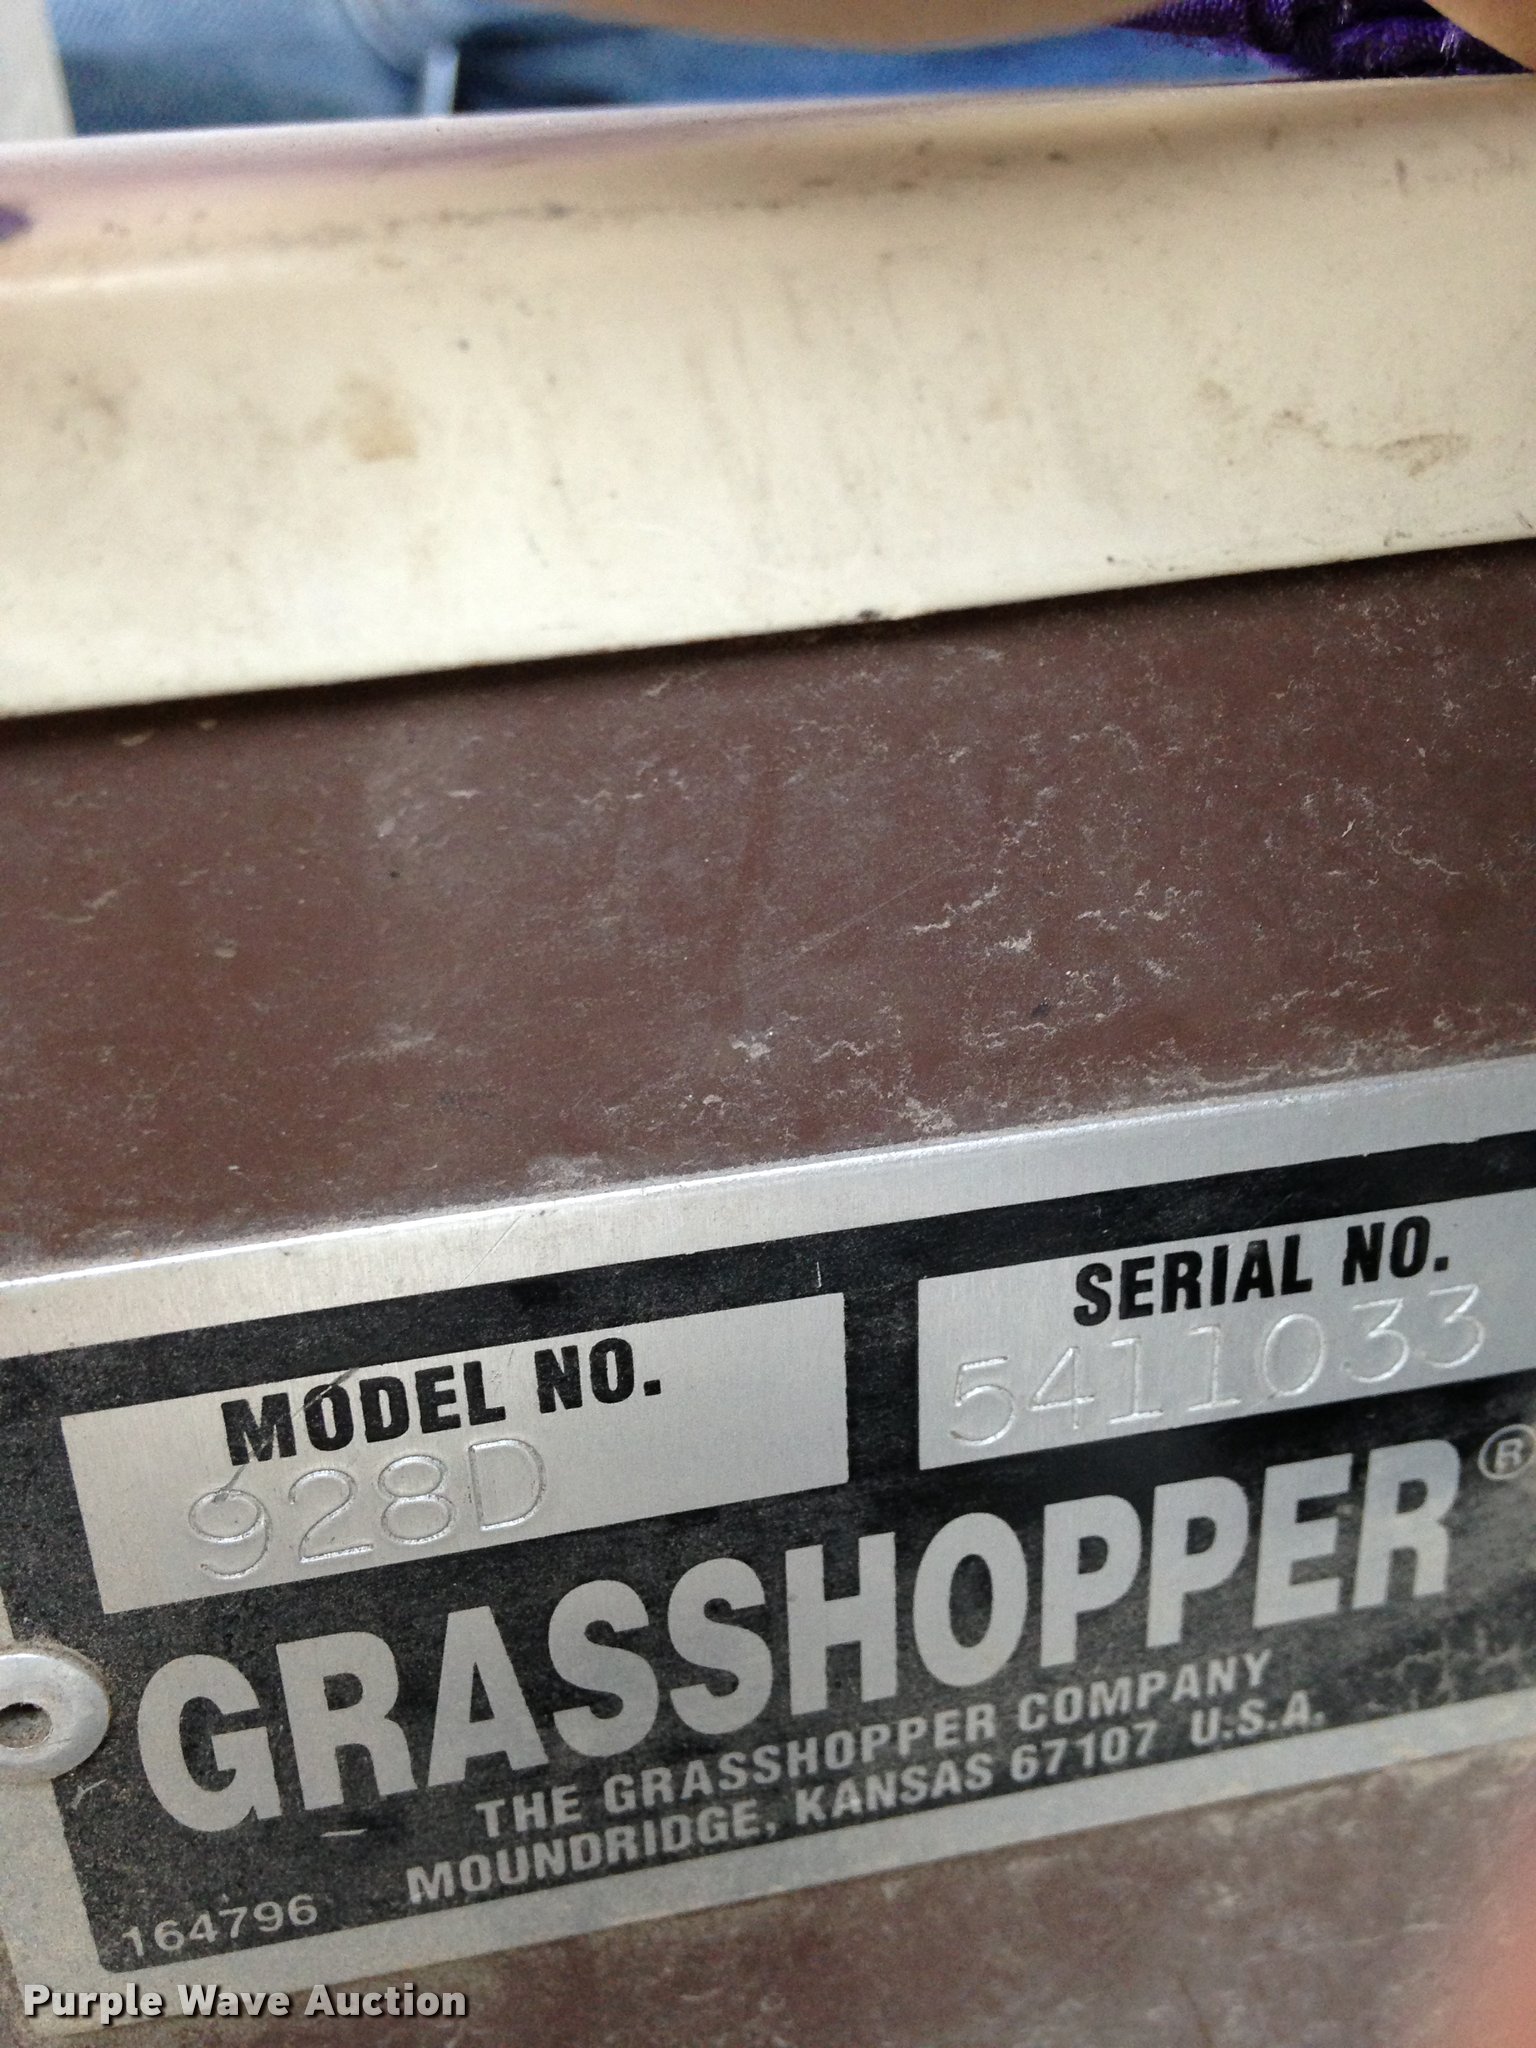 MODEL NO.
928D
SERIAL NO.
5411033
GRASSHOPPER®
THE GRASSHOPPER COMPANY
MOUNDRIDGE, KANSAS 67107 U.S.A.
164796
Purple Wave Auction